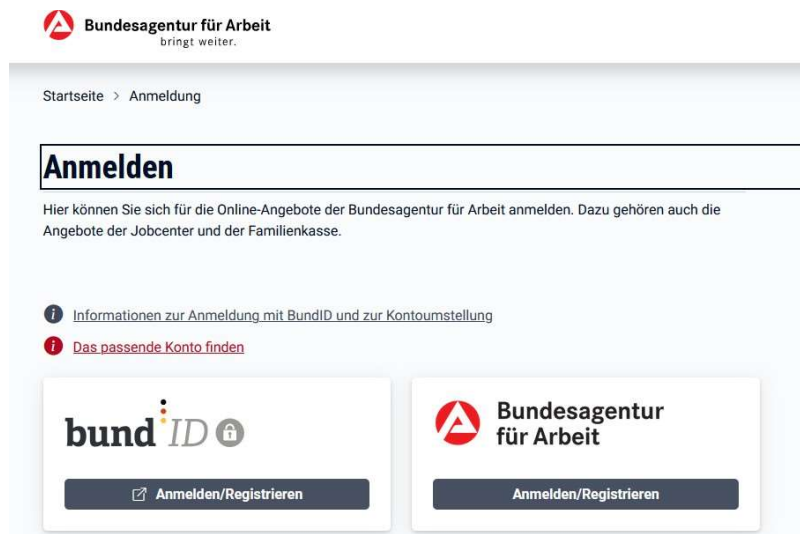 Bundesagentur für Arbeit
bringt weiter.
Startseite > Anmeldung
Anmelden
Hier können Sie sich für die Online-Angebote der Bundesagentur für Arbeit anmelden. Dazu gehören auch die
Angebote der Jobcenter und der Familienkasse.
Informationen zur Anmeldung mit BundID und zur Kontoumstellung
Das passende Konto finden
bund ID
Anmelden/Registrieren
Bundesagentur
für Arbeit
Anmelden/Registrieren